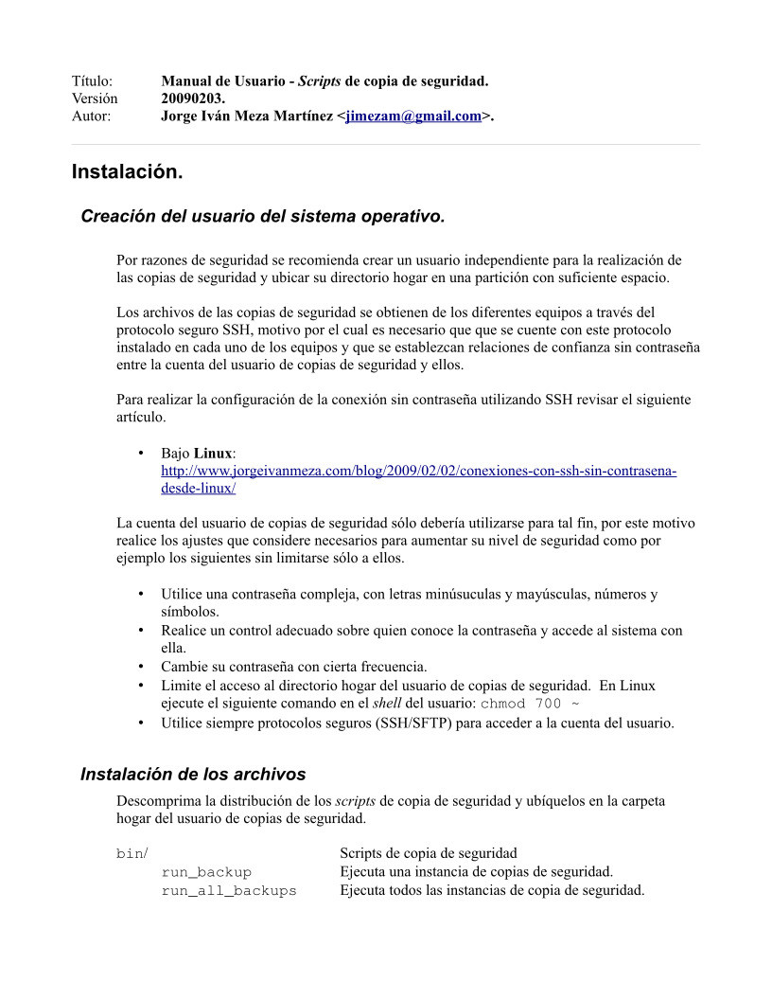 Título: Manual de Usuario - Scripts de copia de seguridad.
Versión 20090203.
Autor: Jorge Iván Meza Martínez <jimezam@gmail.com>.
Instalación.
Creación del usuario del sistema operativo.
Por razones de seguridad se recomienda crear un usuario independiente para la realización de
las copias de seguridad y ubicar su directorio hogar en una partición con suficiente espacio.
Los archivos de las copias de seguridad se obtienen de los diferentes equipos a través del
protocolo seguro SSH, motivo por el cual es necesario que que se cuente con este protocolo
instalado en cada uno de los equipos y que se establezcan relaciones de confianza sin contraseña
entre la cuenta del usuario de copias de seguridad y ellos.
Para realizar la configuración de la conexión sin contraseña utilizando SSH revisar el siguiente
artículo.
• Bajo Linux:
http://www.jorgeivanmeza.com/blog/2009/02/02/conexiones-con-ssh-sin-contrasena-
desde-linux/
La cuenta del usuario de copias de seguridad sólo debería utilizarse para tal fin, por este motivo
realice los ajustes que considere necesarios para aumentar su nivel de seguridad como por
ejemplo los siguientes sin limitarse sólo a ellos.
• Utilice una contraseña compleja, con letras minúsuculas y mayúsculas, números y
símbolos.
• Realice un control adecuado sobre quien conoce la contraseña y accede al sistema con
ella.
• Cambie su contraseña con cierta frecuencia.
• Limite el acceso al directorio hogar del usuario de copias de seguridad. En Linux
ejecute el siguiente comando en el shell del usuario: chmod 700 ~
• Utilice siempre protocolos seguros (SSH/SFTP) para acceder a la cuenta del usuario.
Instalación de los archivos
Descomprima la distribución de los scripts de copia de seguridad y ubíquelos en la carpeta
hogar del usuario de copias de seguridad.
bin/ Scripts de copia de seguridad
run_backup Ejecuta una instancia de copias de seguridad.
run_all_backups Ejecuta todos las instancias de copia de seguridad.